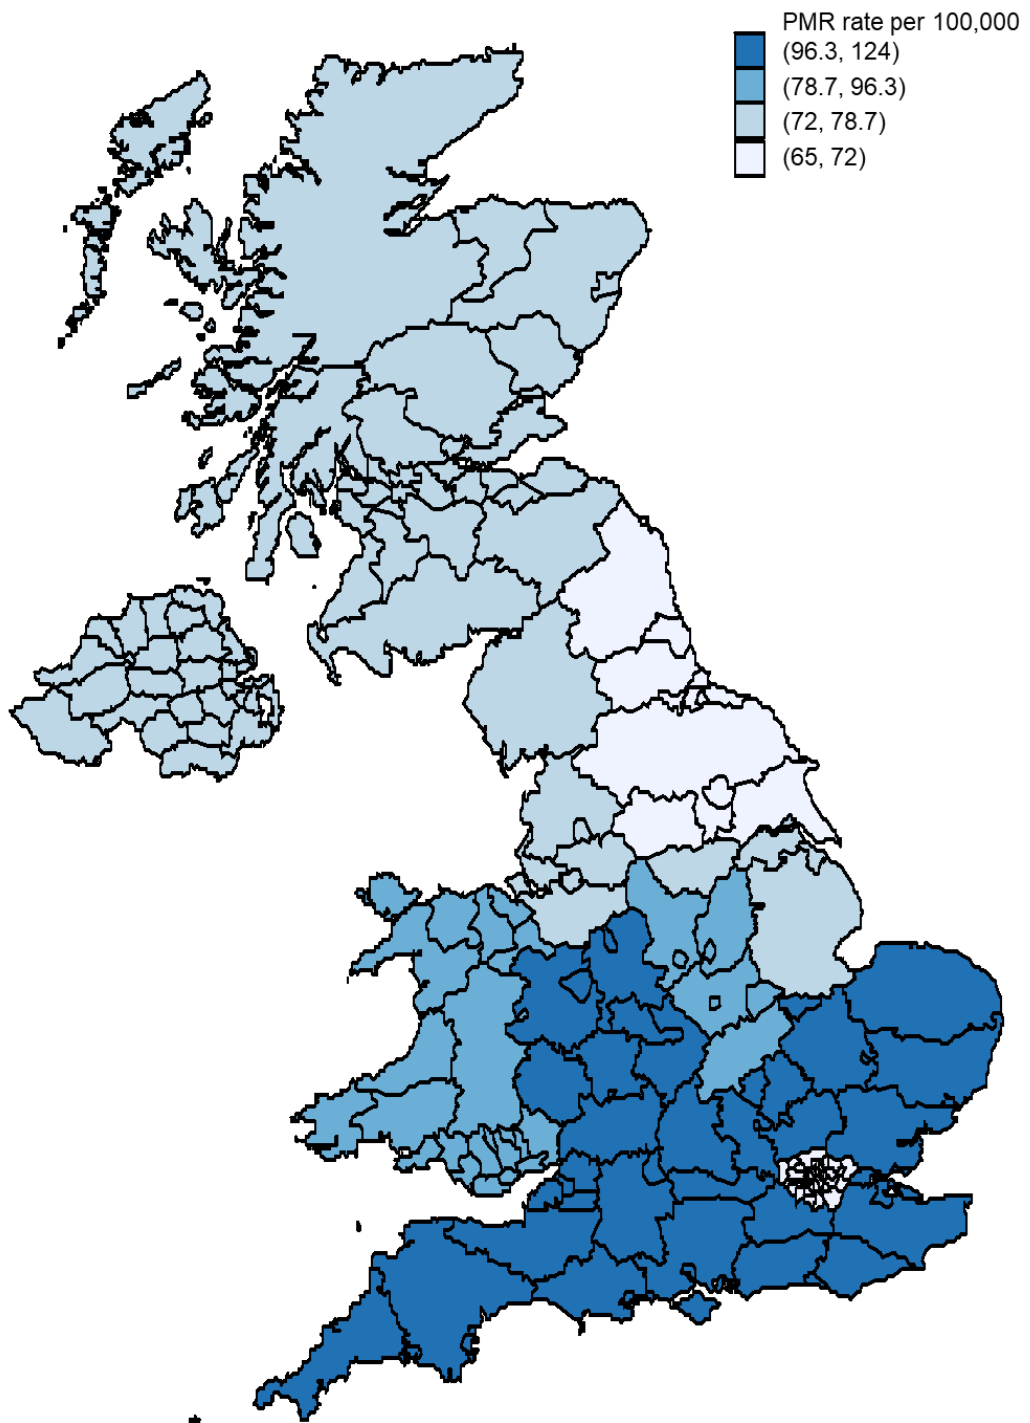 PMR rate per 100,000
(96.3, 124)
(78.7, 96.3)
(72, 78.7)
(65, 72)